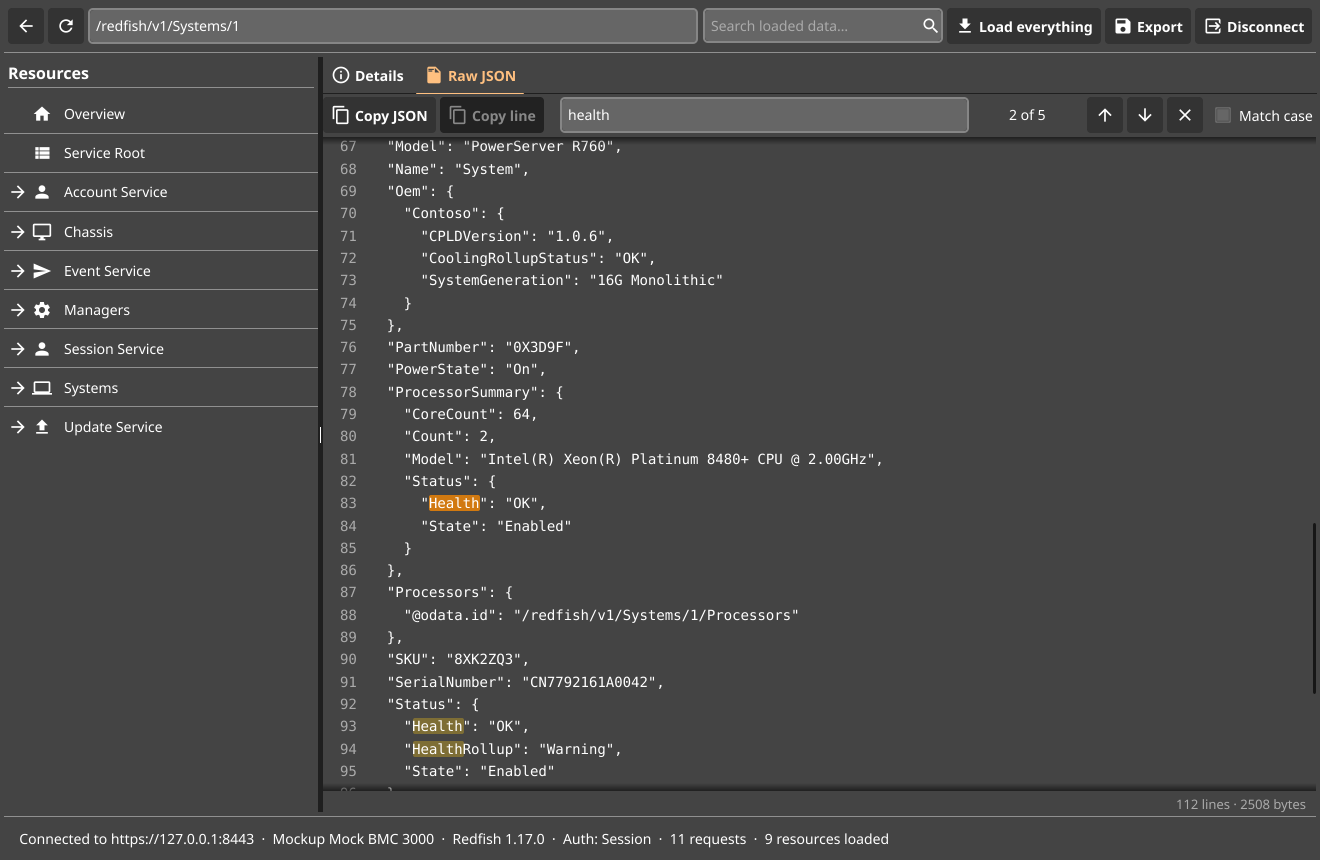 /redfish/v1/Systems/1
Search loaded data...
Load everything
Export
Disconnect
Resources
Overview
Service Root
Account Service
Chassis
Event Service
Managers
Session Service
Systems
Update Service
Details
Raw JSON
Copy JSON
Copy line
health
2 of 5
Match case
67 "Model": "PowerServer R760",
68 "Name": "System",
69 "Oem": {
70 "Contoso": {
71 "CPLDVersion": "1.0.6",
72 "CoolingRollupStatus": "OK",
73 "SystemGeneration": "16G Monolithic"
74 }
75 },
76 "PartNumber": "0X3D9F",
77 "PowerState": "On",
78 "ProcessorSummary": {
79 "CoreCount": 64,
80 "Count": 2,
81 "Model": "Intel(R) Xeon(R) Platinum 8480+ CPU @ 2.00GHz",
82 "Status": {
83 "Health": "OK",
84 "State": "Enabled"
85 }
86 },
87 "Processors": {
88 "@odata.id": "/redfish/v1/Systems/1/Processors"
89 },
90 "SKU": "8XK2ZQ3",
91 "SerialNumber": "CN7792161A0042",
92 "Status": {
93 "Health": "OK",
94 "HealthRollup": "Warning",
95 "State": "Enabled"
112 lines · 2508 bytes
Connected to https://127.0.0.1:8443 · Mockup Mock BMC 3000 · Redfish 1.17.0 · Auth: Session · 11 requests · 9 resources loaded